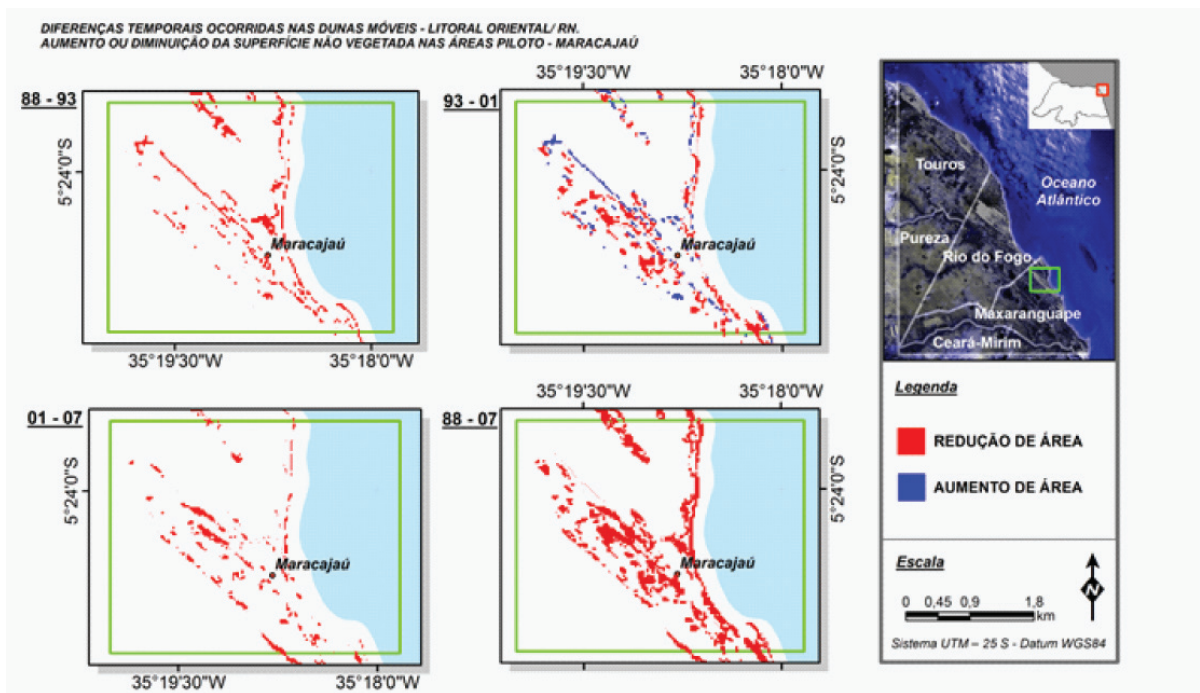 DIFERENÇAS TEMPORAIS OCORRIDAS NAS DUNAS MÓVEIS - LITORAL ORIENTAL/ RN.
AUMENTO OU DIMINUIÇÃO DA SUPERFÍCIE NÃO VEGETADA NAS ÁREAS PILOTO - MARACAJAÚ
88 - 93
5°24'0"S
Maracajaú
35°19'30"W 35°18'0"W
35°19'30"W 35°18'0"W
93 - 01
5°24'0"S
Maracajaú
01 - 07
5°24'0"S
Maracajaú
35°19'30"W 35°18'0"W
35°19'30"W 35°18'0"W
88 - 07
5°24'0"S
Maracajaú
Touros
Oceano
Atlântico
Pureza
Rio do Fogo
Maxaranguape
Ceará-Mirim
Legenda
REDUÇÃO DE ÁREA
AUMENTO DE ÁREA
Escala
N
0 0,45 0,9 1,8
km
Sistema UTM – 25 S - Datum WGS84